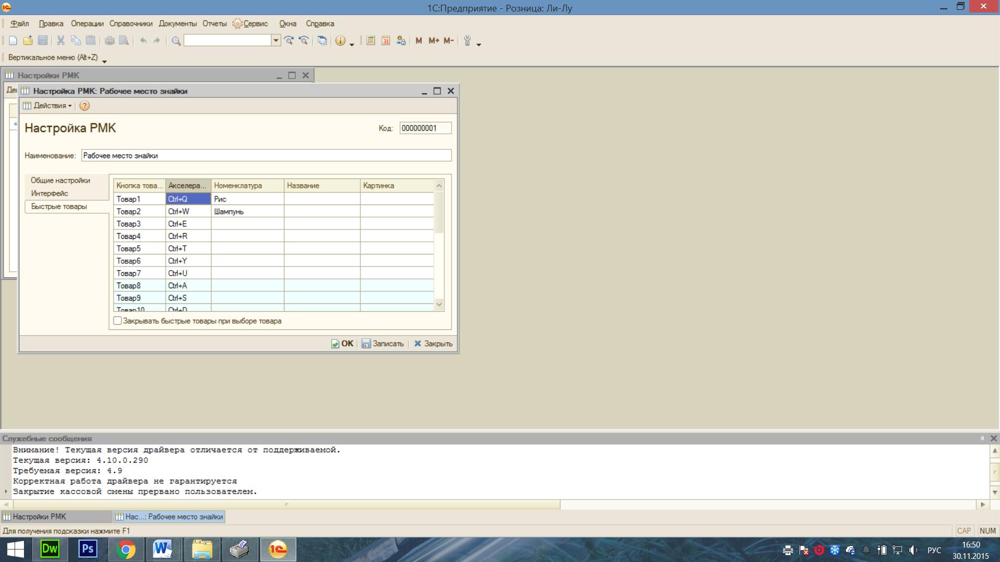 1С:Предприятие - Розница: Ли-Лу
Файл Правка Операции Справочники Документы Отчеты Сервис Окна Справка
31 M M+ M-
Вертикальное меню (Alt+Z)
Настройки РМК
Настройка РМК: Рабочее место знайки
Действия
Настройка РМК
Код: 000000001
Наименование: Рабочее место знайки
Общие настройки
Интерфейс
Быстрые товары
Кнопка това... Акселера... Номенклатура Название Картинка
Товар1 Ctrl+Q Рис
Товар2 Ctrl+W Шампунь
Товар3 Ctrl+E
Товар4 Ctrl+R
Товар5 Ctrl+T
Товар6 Ctrl+Y
Товар7 Ctrl+U
Товар8 Ctrl+A
Товар9 Ctrl+S
Товар10 Ctrl+D
Закрывать быстрые товары при выборе товара
OK Записать Закрыть
Служебные сообщения
Внимание! Текущая версия драйвера отличается от поддерживаемой.
Текущая версия: 4.10.0.290
Требуемая версия: 4.9
Корректная работа драйвера не гарантируется
Закрытие кассовой смены прервано пользователем.
Настройки РМК Нас...: Рабочее место знайки
Для получения подсказки нажмите F1
CAP NUM
Dw Ps W 1С
РУС
16:50
30.11.2015